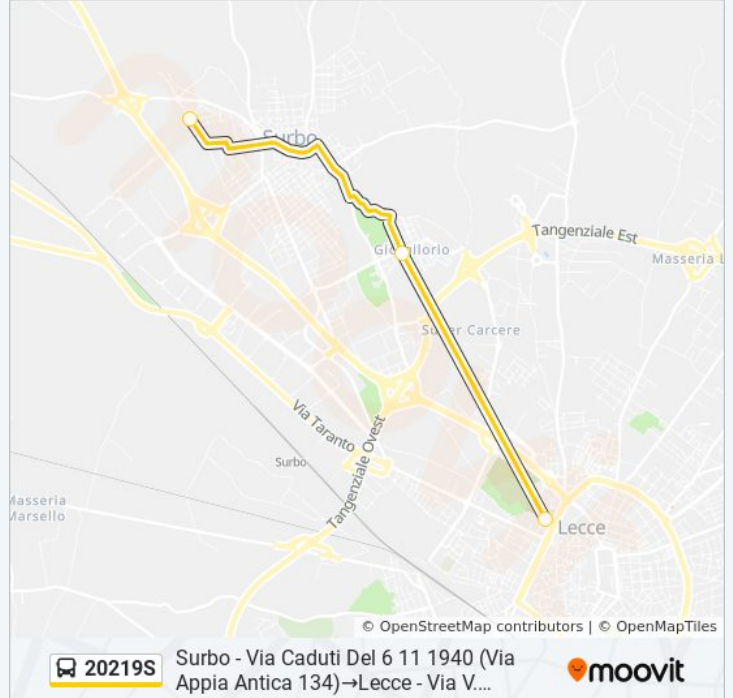 Surbo
Tangenziale Est
Giorgilorio
Masseria L
Super Carcere
Via Taranto
Surbo
Tangenziale Ovest
Masseria
Marsello
Lecce
© OpenStreetMap contributors | © OpenMapTiles
20219S
Surbo - Via Caduti Del 6 11 1940 (Via
Appia Antica 134)→Lecce - Via V....
moovit